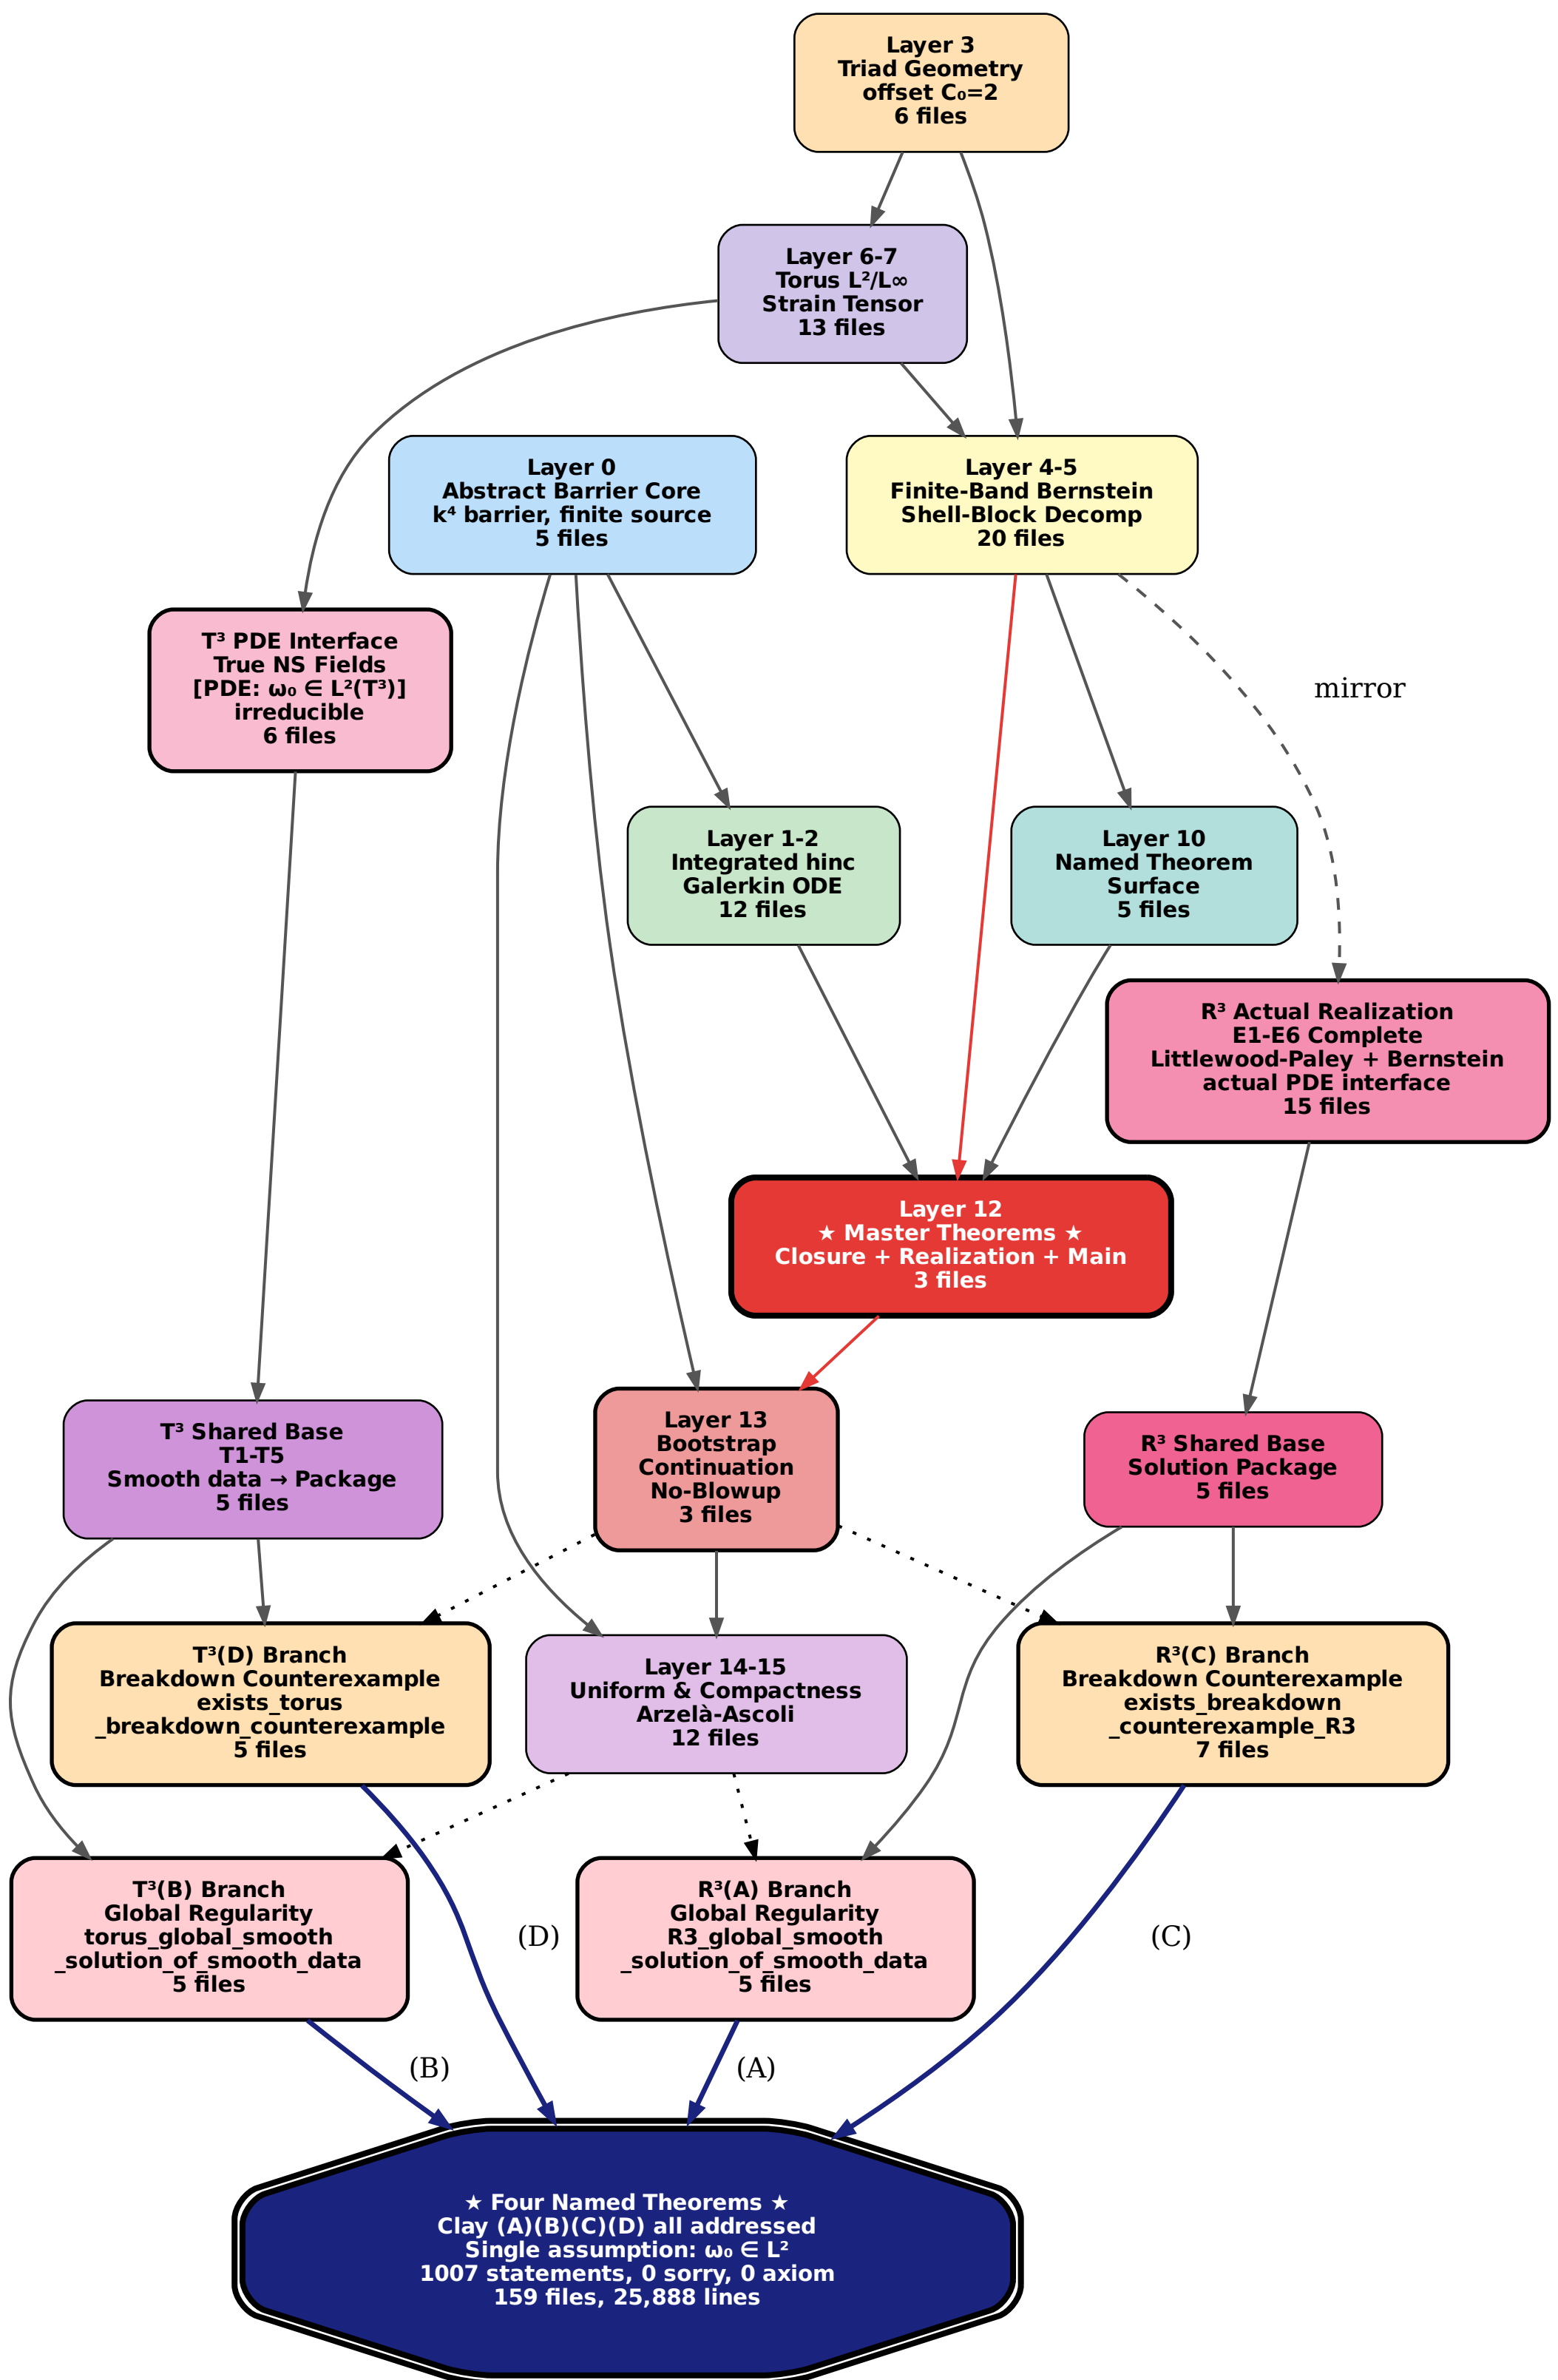 Layer 3
Triad Geometry
offset C₀=2
6 files
Layer 6-7
Torus L²/L∞
Strain Tensor
13 files
Layer 0
Abstract Barrier Core
k⁴ barrier, finite source
5 files
Layer 4-5
Finite-Band Bernstein
Shell-Block Decomp
20 files
T³ PDE Interface
True NS Fields
[PDE: ω₀ ∈ L²(T³)]
irreducible
6 files
mirror
Layer 1-2
Integrated hinc
Galerkin ODE
12 files
Layer 10
Named Theorem
Surface
5 files
R³ Actual Realization
E1-E6 Complete
Littlewood-Paley + Bernstein
actual PDE interface
15 files
Layer 12
★ Master Theorems ★
Closure + Realization + Main
3 files
T³ Shared Base
T1-T5
Smooth data → Package
5 files
Layer 13
Bootstrap
Continuation
No-Blowup
3 files
R³ Shared Base
Solution Package
5 files
T³(D) Branch
Breakdown Counterexample
exists_torus
_breakdown_counterexample
5 files
Layer 14-15
Uniform & Compactness
Arzelà-Ascoli
12 files
R³(C) Branch
Breakdown Counterexample
exists_breakdown
_counterexample_R3
7 files
T³(B) Branch
Global Regularity
torus_global_smooth
_solution_of_smooth_data
5 files
(D)
R³(A) Branch
Global Regularity
R3_global_smooth
_solution_of_smooth_data
5 files
(C)
(B)
(A)
★ Four Named Theorems ★
Clay (A)(B)(C)(D) all addressed
Single assumption: ω₀ ∈ L²
1007 statements, 0 sorry, 0 axiom
159 files, 25,888 lines